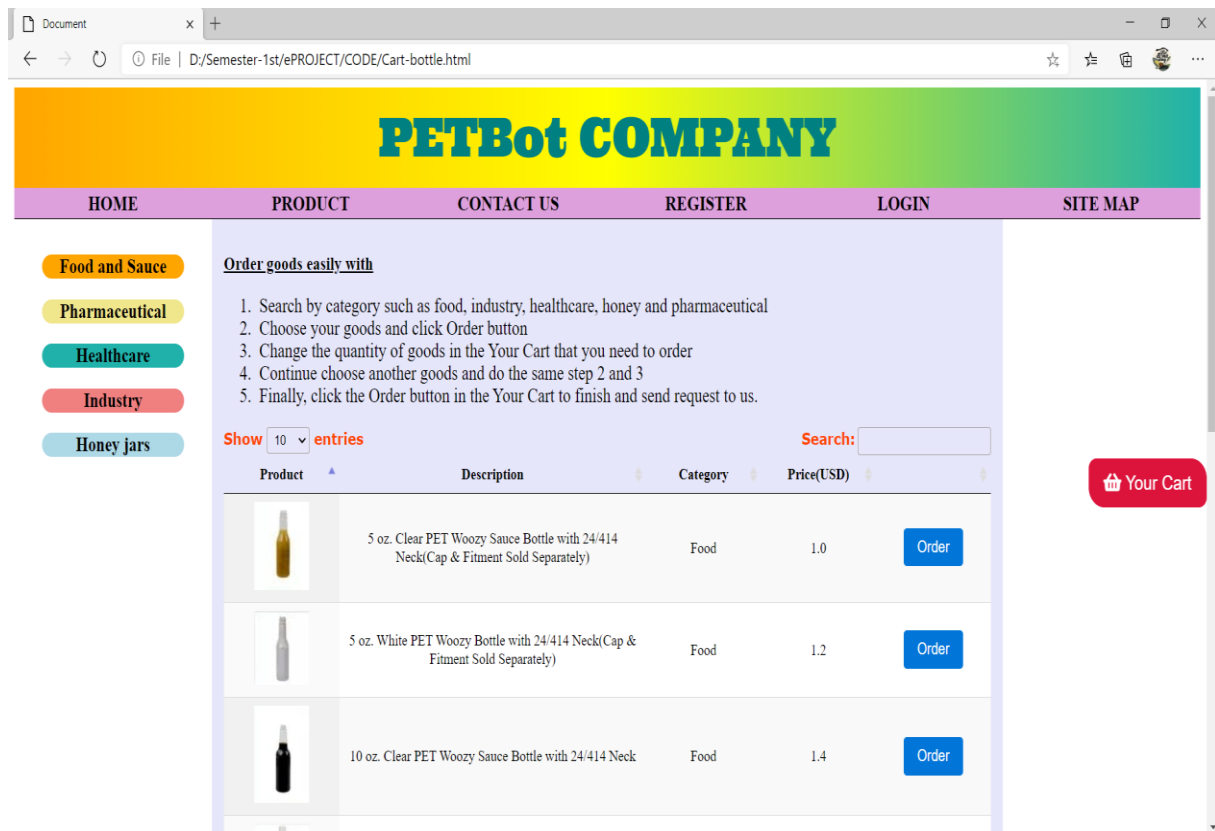 Document
File | D:/Semester-1st/ePROJECT/CODE/Cart-bottle.html
PETBot COMPANY
HOME PRODUCT CONTACT US REGISTER LOGIN SITE MAP
Food and Sauce
Pharmaceutical
Healthcare
Industry
Honey jars
Order goods easily with
1. Search by category such as food, industry, healthcare, honey and pharmaceutical
2. Choose your goods and click Order button
3. Change the quantity of goods in the Your Cart that you need to order
4. Continue choose another goods and do the same step 2 and 3
5. Finally, click the Order button in the Your Cart to finish and send request to us.
Show 10 entries Search:
Product Description Category Price(USD)
5 oz. Clear PET Woozy Sauce Bottle with 24/414
Neck(Cap & Fitment Sold Separately)
Food 1.0 Order
5 oz. White PET Woozy Bottle with 24/414 Neck(Cap &
Fitment Sold Separately)
Food 1.2 Order
10 oz. Clear PET Woozy Sauce Bottle with 24/414 Neck Food 1.4 Order
Your Cart